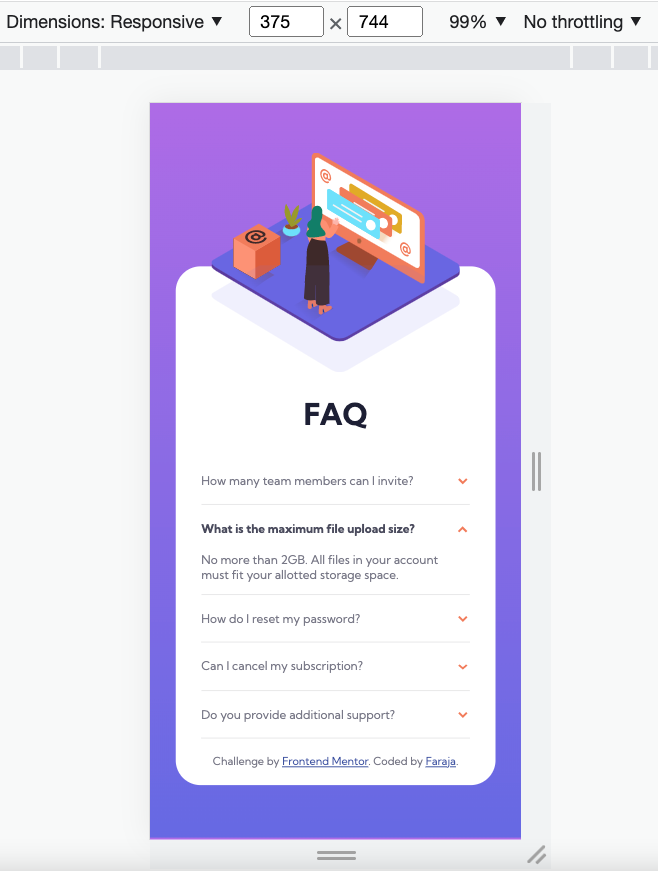 Dimensions: Responsive ▼ 375 × 744 99% ▼ No throttling ▼
@
@
@
FAQ
How many team members can I invite?
What is the maximum file upload size?
No more than 2GB. All files in your account
must fit your allotted storage space.
How do I reset my password?
Can I cancel my subscription?
Do you provide additional support?
Challenge by Frontend Mentor. Coded by Faraja.